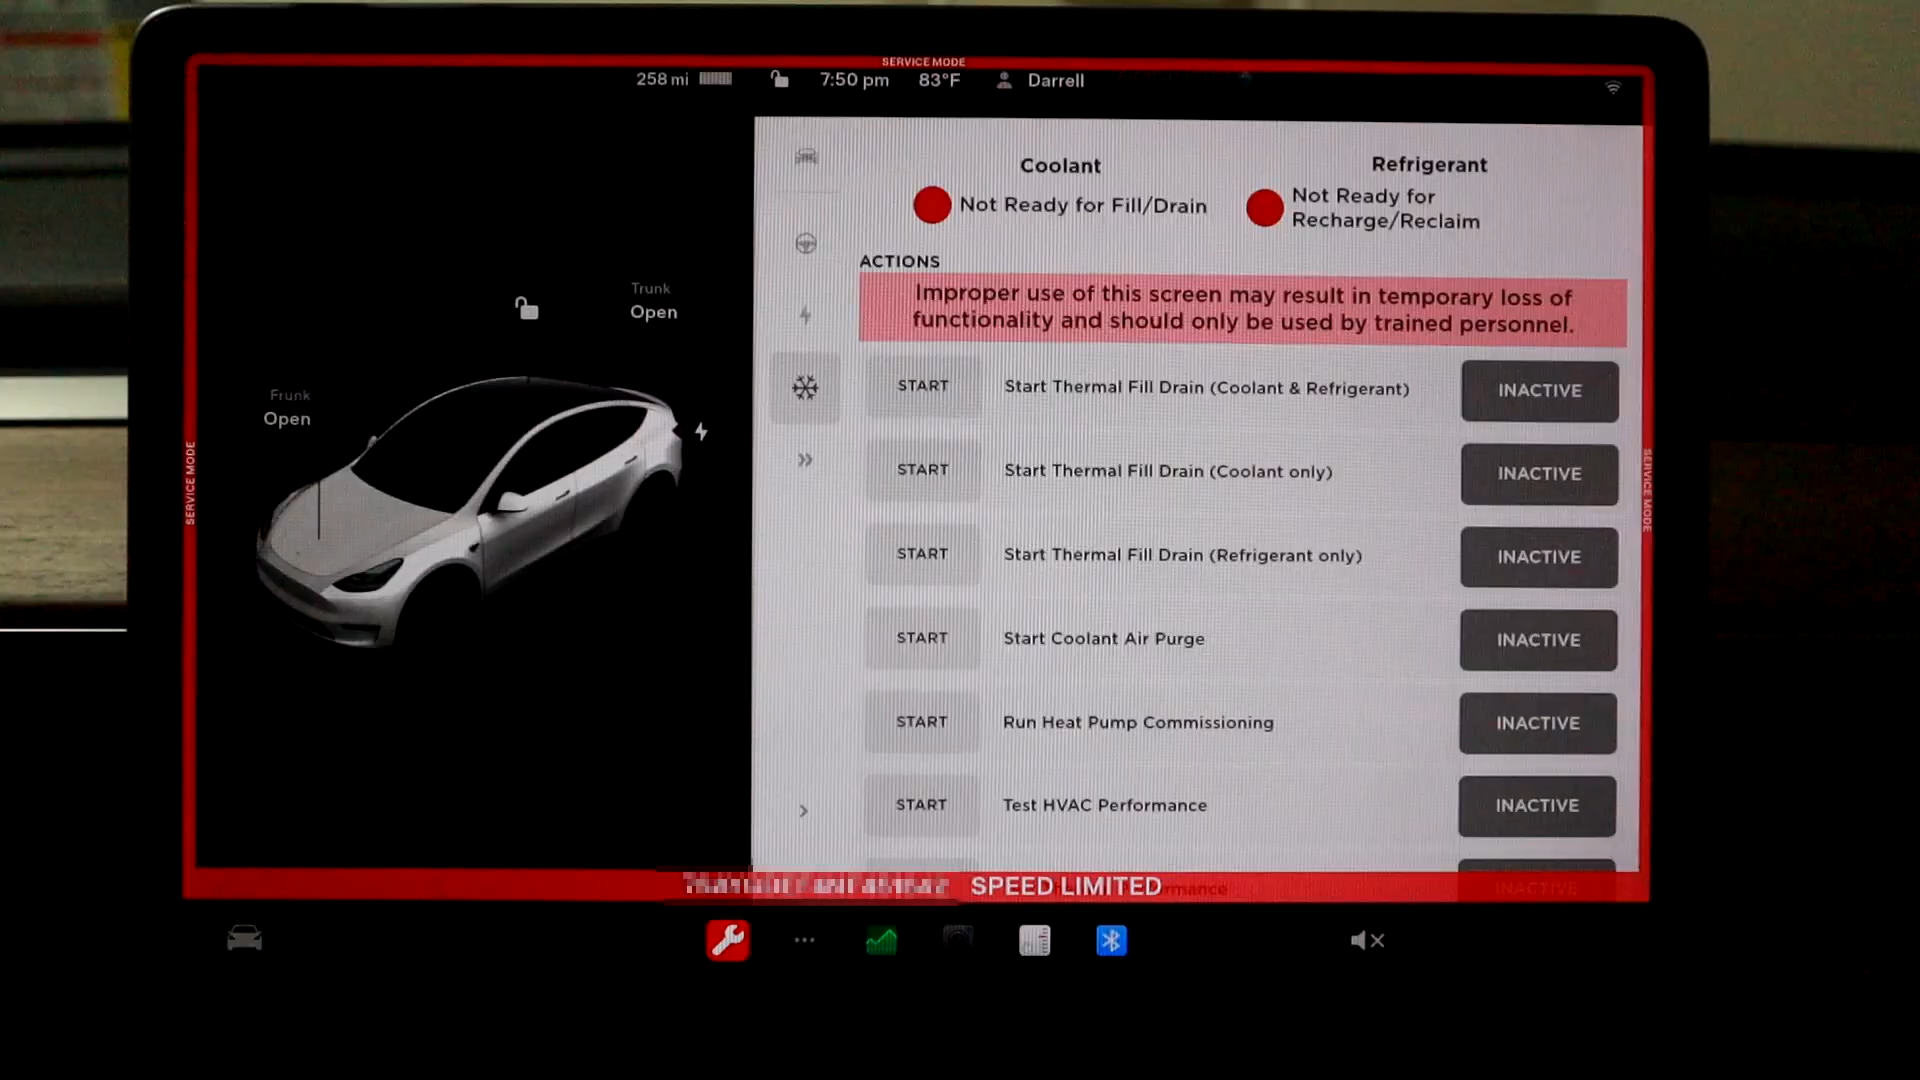 SERVICE MODE
258 mi 7:50 pm 83°F Darrell
Coolant
Not Ready for Fill/Drain
Refrigerant
Not Ready for
Recharge/Reclaim
ACTIONS
Improper use of this screen may result in temporary loss of
functionality and should only be used by trained personnel.
Trunk
Open
Frunk
Open
START Start Thermal Fill Drain (Coolant & Refrigerant) INACTIVE
START Start Thermal Fill Drain (Coolant only) INACTIVE
START Start Thermal Fill Drain (Refrigerant only) INACTIVE
START Start Coolant Air Purge INACTIVE
START Run Heat Pump Commissioning INACTIVE
START Test HVAC Performance INACTIVE
SERVICE MODE
SERVICE MODE
SPEED LIMITED
INACTIVE